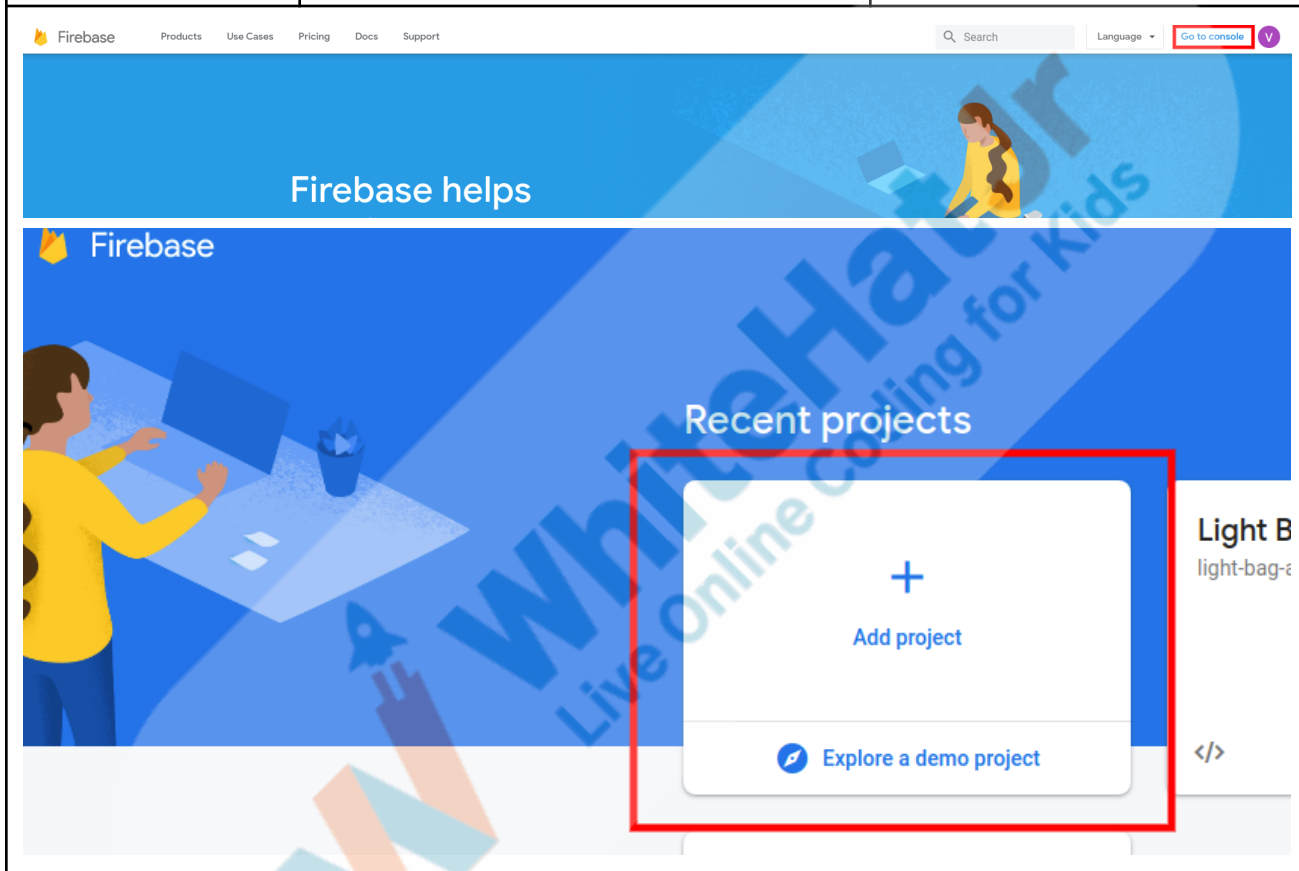 Firebase Products Use Cases Pricing Docs Support Search Language Go to console V
Firebase helps
Firebase
Recent projects
Add project
Light B
light-bag-a
Explore a demo project
</>
WhiteHat Jr
Live Online Coding for Kids